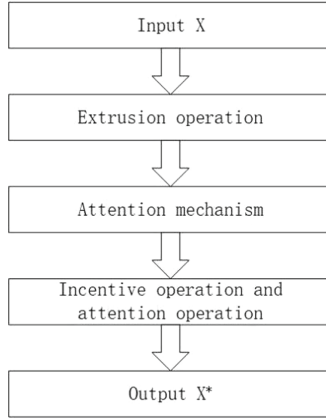 Input X
Extrusion operation
Attention mechanism
Incentive operation and
attention operation
Output X*